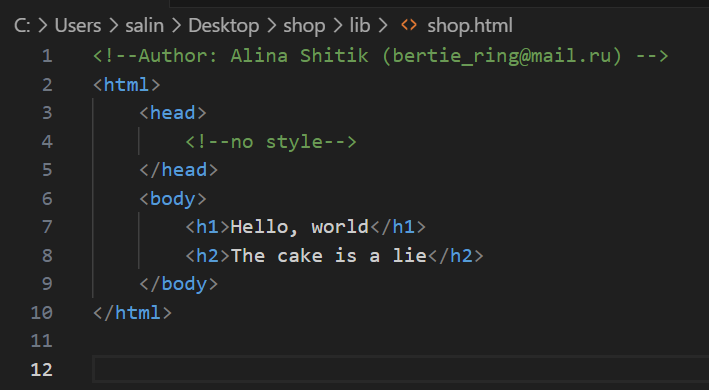 C: > Users > salin > Desktop > shop > lib > <> shop.html
1 <!--Author: Alina Shitik (bertie_ring@mail.ru) -->
2 <html>
3     <head>
4         <!--no style-->
5     </head>
6     <body>
7         <h1>Hello, world</h1>
8         <h2>The cake is a lie</h2>
9     </body>
10 </html>
11
12